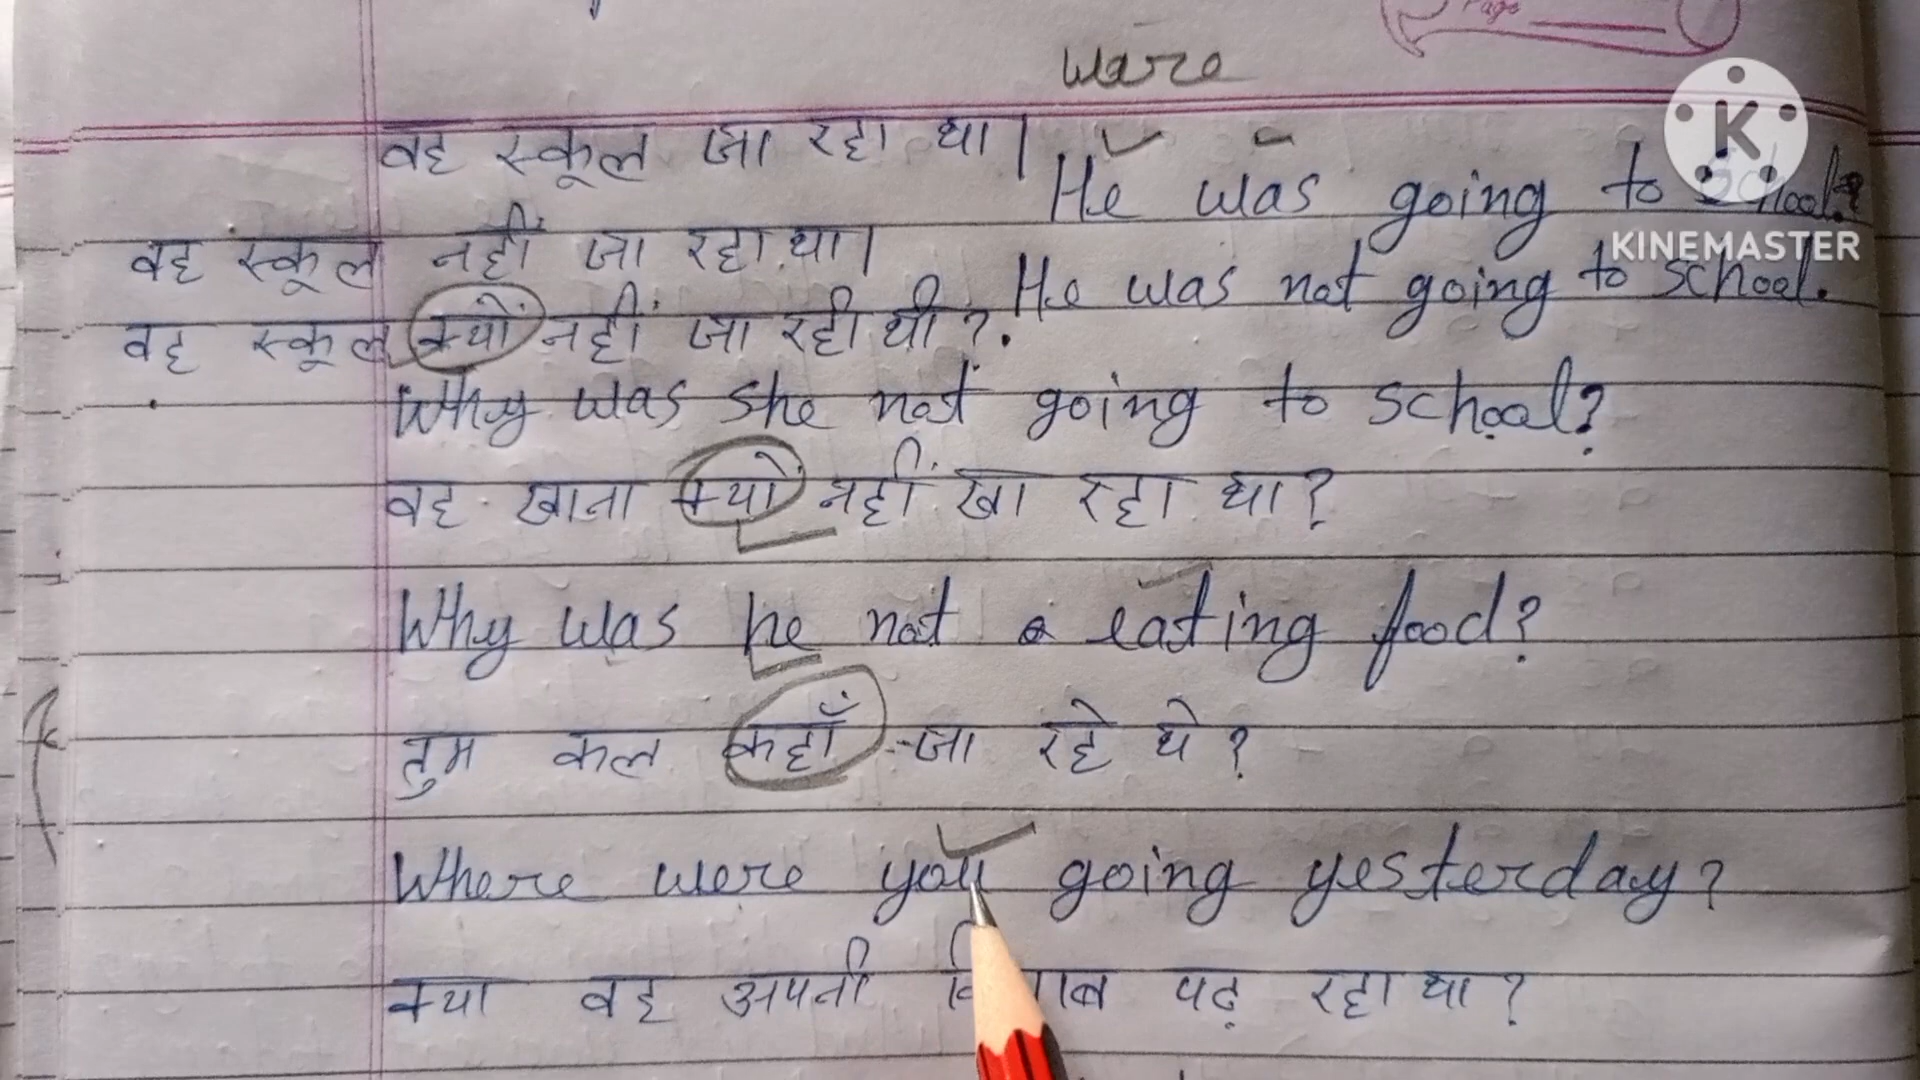 Page
ware
वह स्कूल जा रहा था। He was going to school.
KINEMASTER
वह स्कूल नहीं जा रहा था। He was not going to school.
वह स्कूल क्यों नहीं जा रही थी?
Why was she not going to school?
वह खाना क्यों नहीं खा रहा था?
Why was he not eating food?
तुम कल कहाँ जा रहे थे?
Where were you going yesterday?
क्या वह अपनी किताब पढ़ रहा था?